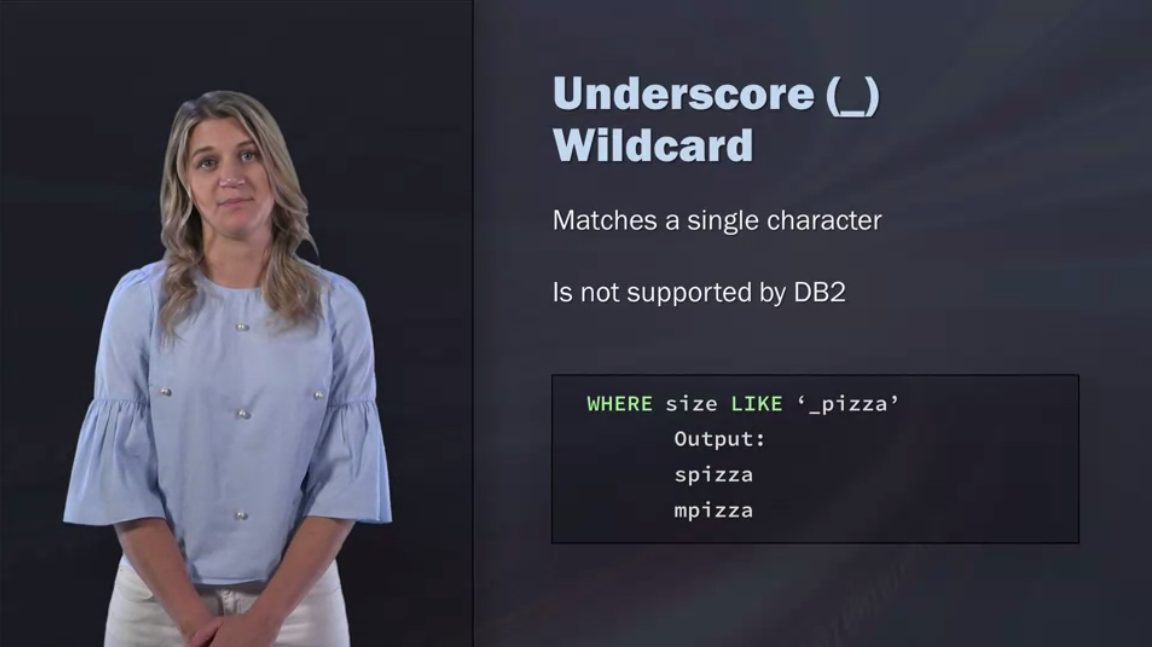 Underscore (_)
Wildcard
Matches a single character
Is not supported by DB2
WHERE size LIKE ‘_pizza’
Output:
spizza
mpizza